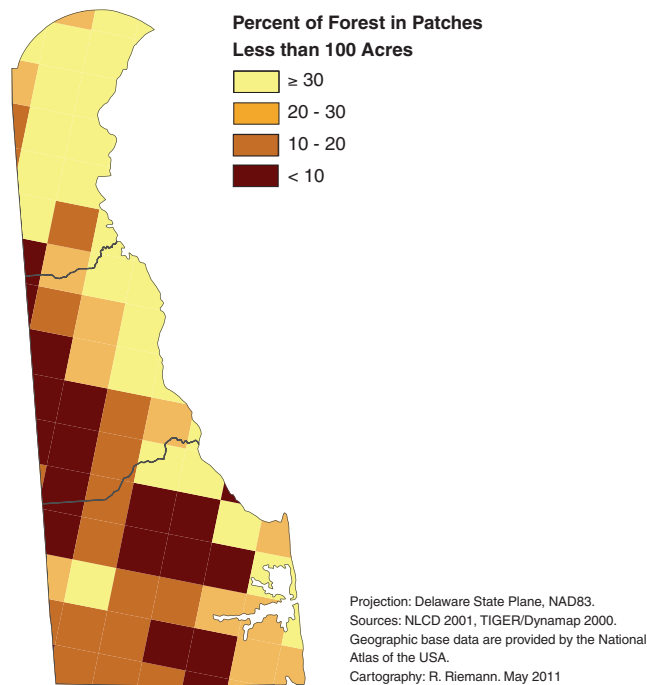 Percent of Forest in Patches
Less than 100 Acres
≥ 30
20 - 30
10 - 20
< 10
Projection: Delaware State Plane, NAD83.
Sources: NLCD 2001, TIGER/Dynamap 2000.
Geographic base data are provided by the National
Atlas of the USA.
Cartography: R. Riemann. May 2011